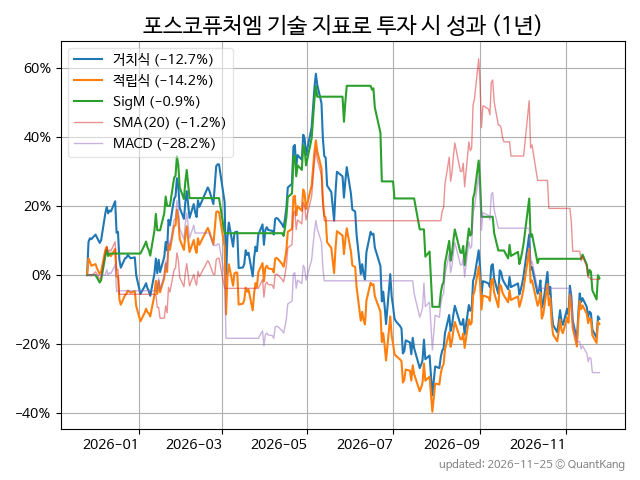 포스코퓨처엠 기술 지표로 투자 시 성과 (1년)
거치식 (−12.7%)
적립식 (−14.2%)
SigM (−0.9%)
SMA(20) (−1.2%)
MACD (−28.2%)
60%
40%
20%
0%
−20%
−40%
2026-01
2026-03
2026-05
2026-07
2026-09
2026-11
updated: 2026-11-25 © QuantKang